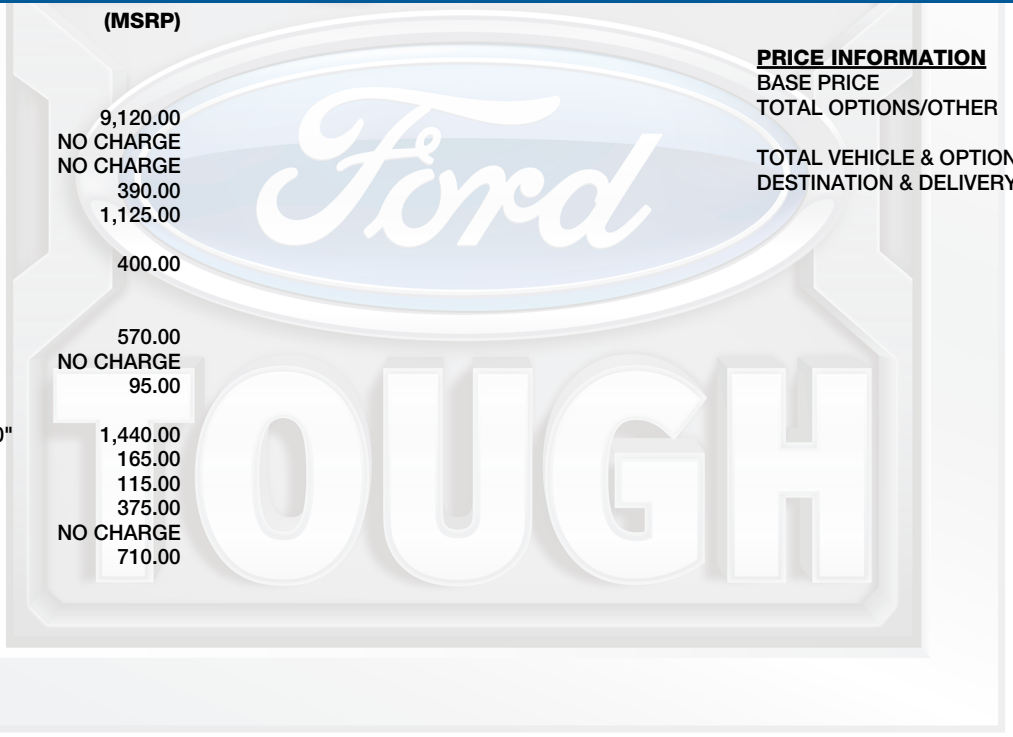 (MSRP)
9,120.00
NO CHARGE
NO CHARGE
390.00
1,125.00
400.00
570.00
NO CHARGE
95.00
0" 1,440.00
165.00
115.00
375.00
NO CHARGE
710.00
PRICE INFORMATION
BASE PRICE
TOTAL OPTIONS/OTHER
TOTAL VEHICLE & OPTION
DESTINATION & DELIVERY
Ford
TOUGH